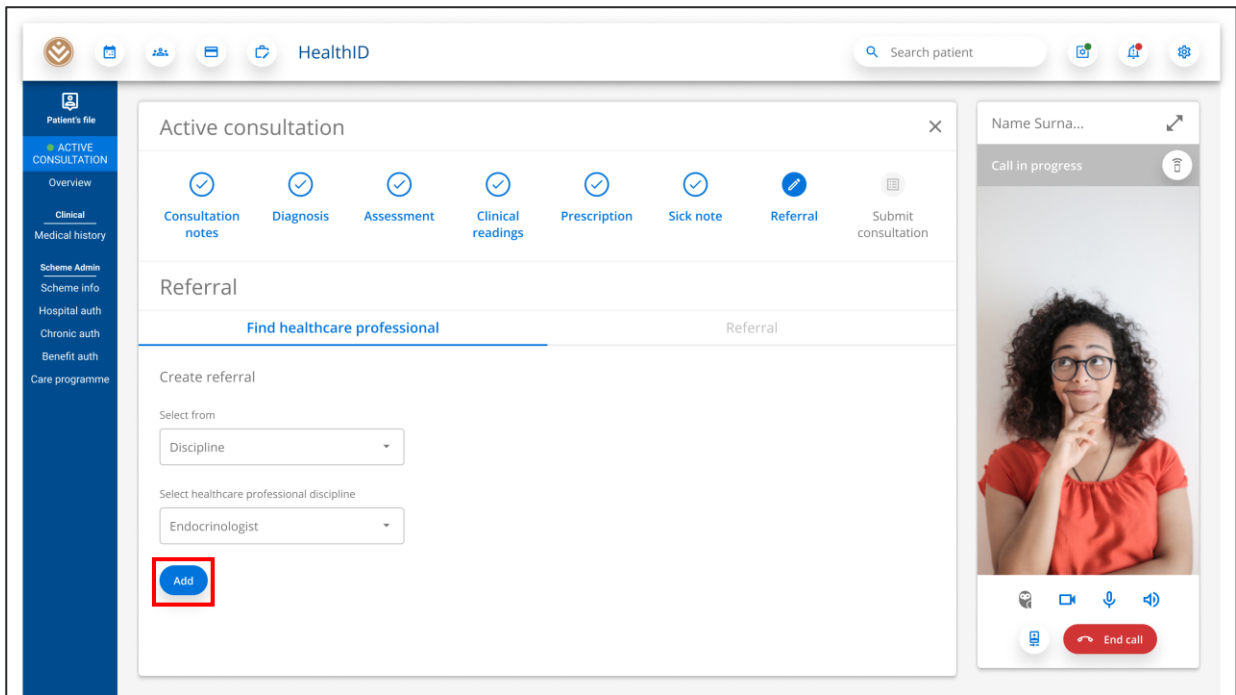 HealthID
Search patient
Patient's file
ACTIVE
CONSULTATION
Overview
Clinical
Medical history
Scheme Admin
Scheme info
Hospital auth
Chronic auth
Benefit auth
Care programme
Active consultation
Consultation
notes
Diagnosis
Assessment
Clinical
readings
Prescription
Sick note
Referral
Submit
consultation
Referral
Find healthcare professional
Referral
Create referral
Select from
Discipline
Select healthcare professional discipline
Endocrinologist
Add
Name Surna...
Call in progress
End call